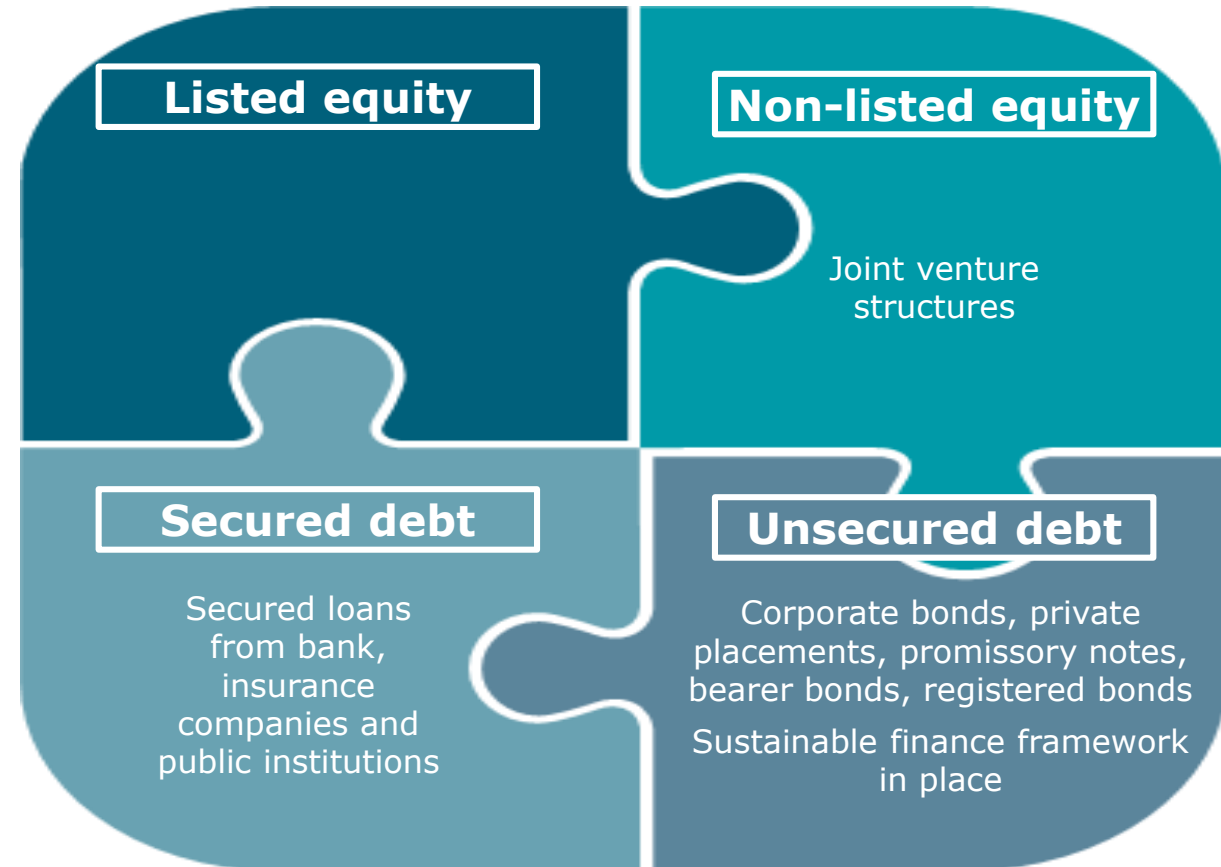 Listed equity
Non-listed equity
Joint venture
structures
Secured debt
Secured loans
from bank,
insurance
companies and
public institutions
Unsecured debt
Corporate bonds, private
placements, promissory notes,
bearer bonds, registered bonds
Sustainable finance framework
in place